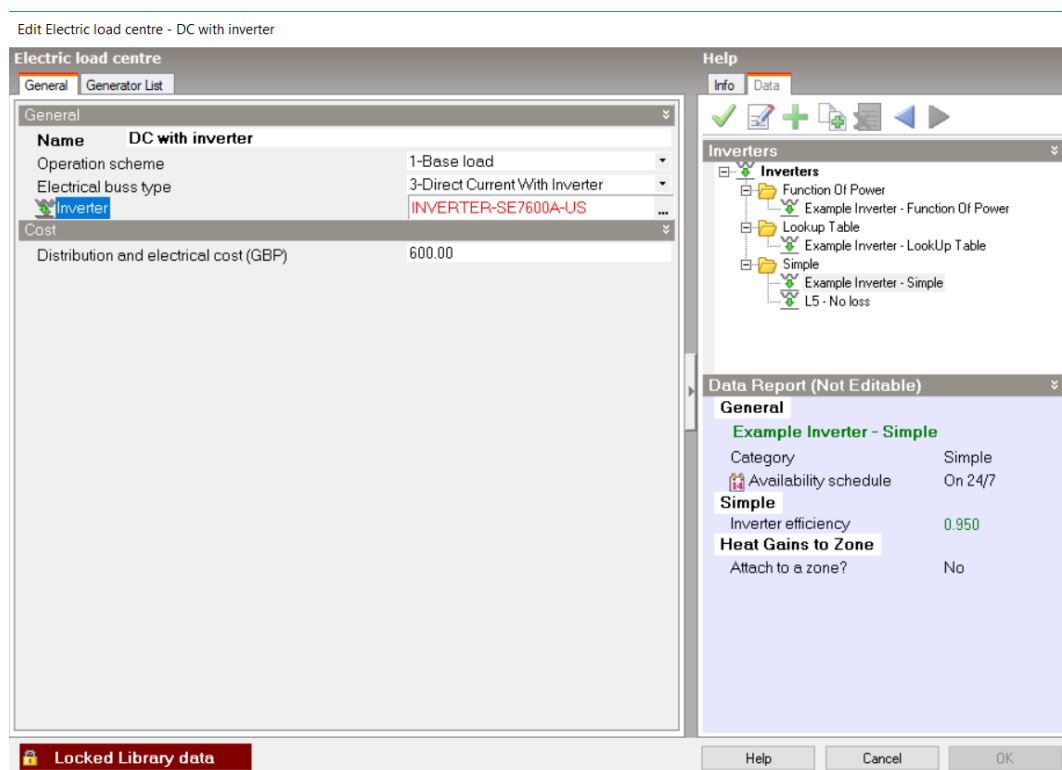 Edit Electric load centre - DC with inverter
Electric load centre
General Generator List
General
Name DC with inverter
Operation scheme 1-Base load
Electrical buss type 3-Direct Current With Inverter
Inverter INVERTER-SE7600A-US ...
Cost
Distribution and electrical cost (GBP) 600.00
Locked Library data
Help
Info Data
Inverters
Inverters
Function Of Power
Example Inverter - Function Of Power
Lookup Table
Example Inverter - LookUp Table
Simple
Example Inverter - Simple
L5 - No loss
Data Report (Not Editable)
General
Example Inverter - Simple
Category Simple
14 Availability schedule On 24/7
Simple
Inverter efficiency 0.950
Heat Gains to Zone
Attach to a zone? No
Help Cancel OK